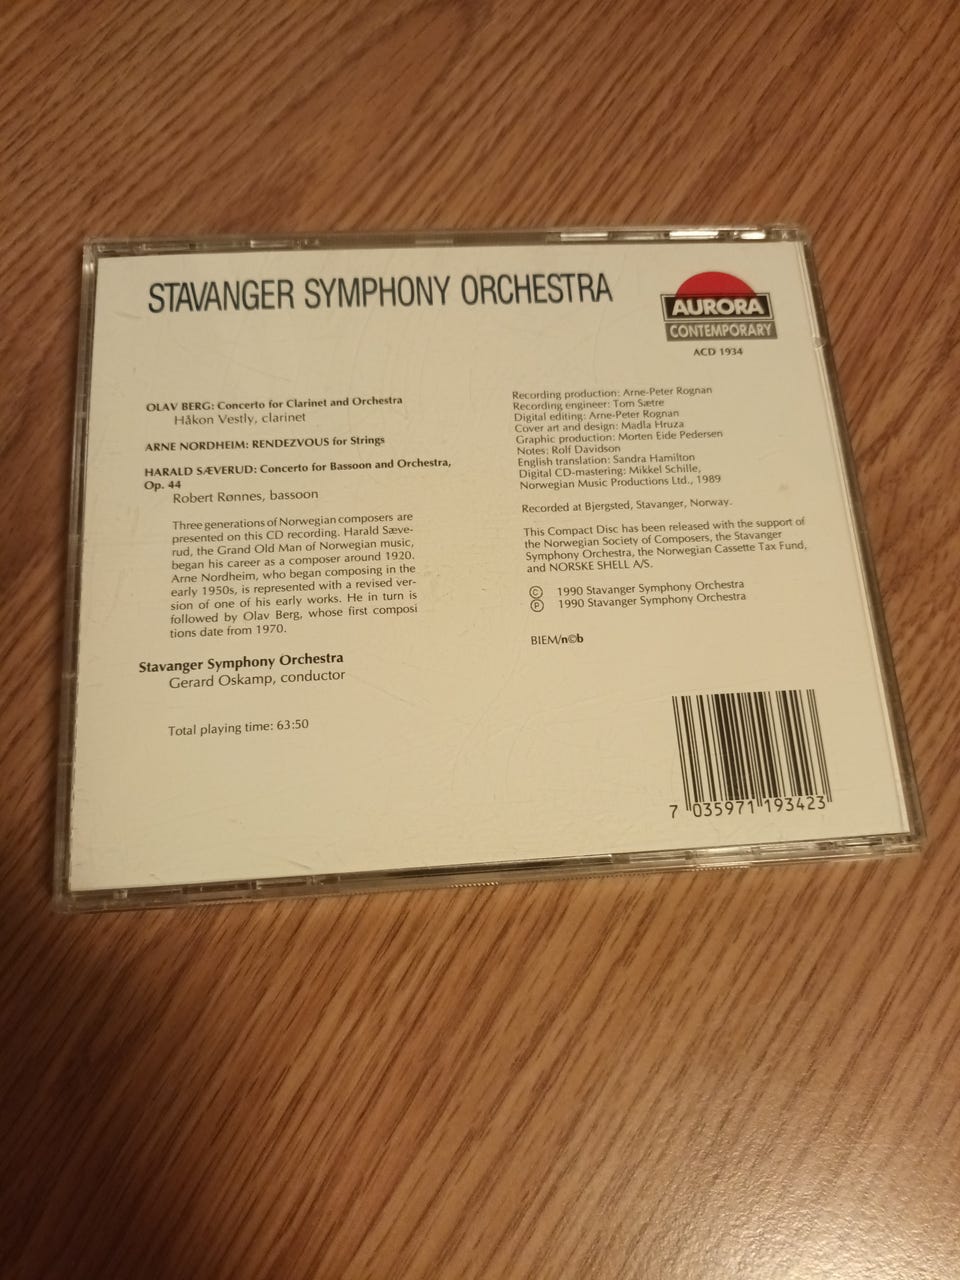 STAVANGER SYMPHONY ORCHESTRA
AURORA
CONTEMPORARY
ACD 1934
OLAV BERG: Concerto for Clarinet and Orchestra
Håkon Vestly, clarinet
ARNE NORDHEIM: RENDEZVOUS for Strings
HARALD SÆVERUD: Concerto for Bassoon and Orchestra,
Op. 44
Robert Rønnes, bassoon
Three generations of Norwegian composers are
presented on this CD recording. Harald Sæve-
rud, the Grand Old Man of Norwegian music,
began his career as a composer around 1920.
Arne Nordheim, who began composing in the
early 1950s, is represented with a revised ver-
sion of one of his early works. He in turn is
followed by Olav Berg, whose first composi
tions date from 1970.
Stavanger Symphony Orchestra
Gerard Oskamp, conductor
Total playing time: 63:50
Recording production: Arne-Peter Rognan
Recording engineer: Tom Sætre
Digital editing: Arne-Peter Rognan
Cover art and design: Madla Hruza
Graphic production: Morten Eide Pedersen
Notes: Rolf Davidson
English translation: Sandra Hamilton
Digital CD-mastering: Mikkel Schille,
Norwegian Music Productions Ltd., 1989
Recorded at Bjergsted, Stavanger, Norway.
This Compact Disc has been released with the support of
the Norwegian Society of Composers, the Stavanger
Symphony Orchestra, the Norwegian Cassette Tax Fund,
and NORSKE SHELL A/S.
© 1990 Stavanger Symphony Orchestra
℗ 1990 Stavanger Symphony Orchestra
BIEM/n©b
7 035971 193423